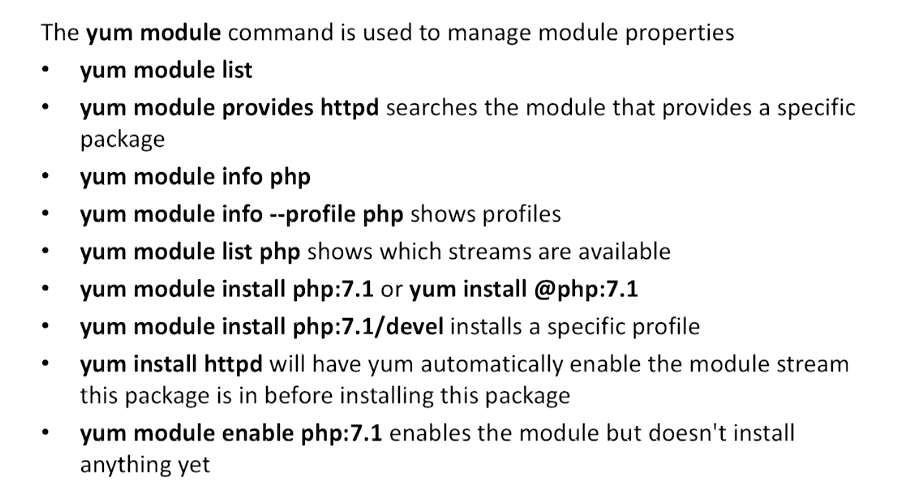 The yum module command is used to manage module properties
• yum module list
• yum module provides httpd searches the module that provides a specific
package
• yum module info php
• yum module info --profile php shows profiles
• yum module list php shows which streams are available
• yum module install php:7.1 or yum install @php:7.1
• yum module install php:7.1/devel installs a specific profile
• yum install httpd will have yum automatically enable the module stream
this package is in before installing this package
• yum module enable php:7.1 enables the module but doesn't install
anything yet